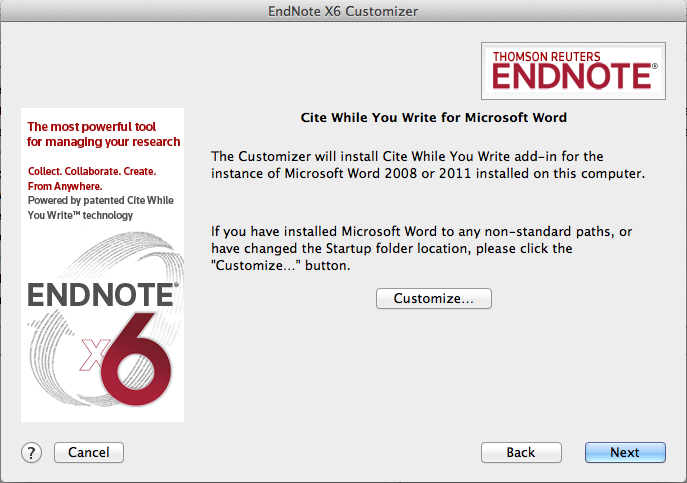 EndNote X6 Customizer
THOMSON REUTERS
ENDNOTE®
The most powerful tool
for managing your research
Collect. Collaborate. Create.
From Anywhere.
Powered by patented Cite While
You Write™ technology
ENDNOTE®
X6
Cite While You Write for Microsoft Word
The Customizer will install Cite While You Write add-in for the
instance of Microsoft Word 2008 or 2011 installed on this computer.
If you have installed Microsoft Word to any non-standard paths, or
have changed the Startup folder location, please click the
"Customize..." button.
Customize...
?
Cancel
Back
Next